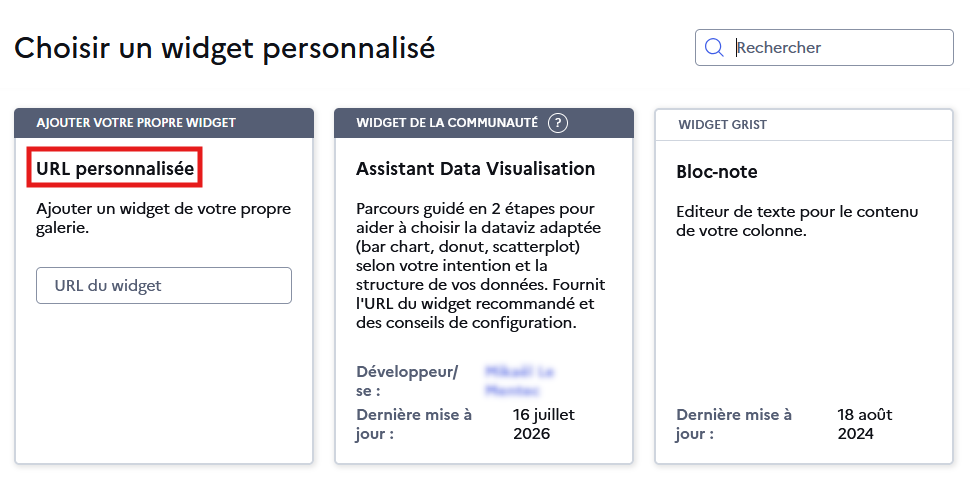 Choisir un widget personnalisé
Rechercher
AJOUTER VOTRE PROPRE WIDGET
URL personnalisée
Ajouter un widget de votre propre
galerie.
URL du widget
WIDGET DE LA COMMUNAUTÉ ?
Assistant Data Visualisation
Parcours guidé en 2 étapes pour
aider à choisir la dataviz adaptée
(bar chart, donut, scatterplot)
selon votre intention et la
structure de vos données. Fournit
l'URL du widget recommandé et
des conseils de configuration.
Développeur/
se :
Dernière mise à 16 juillet
jour : 2026
WIDGET GRIST
Bloc-note
Editeur de texte pour le contenu
de votre colonne.
Dernière mise à 18 août
jour : 2024